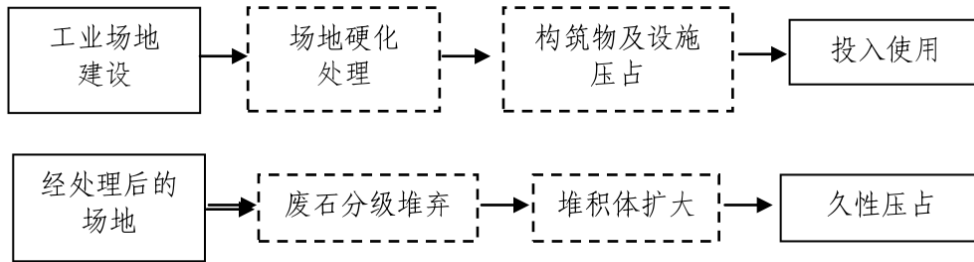 工业场地
建设
场地硬化
处理
构筑物及设施
压占
投入使用
经处理后的
场地
废石分级堆弃
堆积体扩大
久性压占